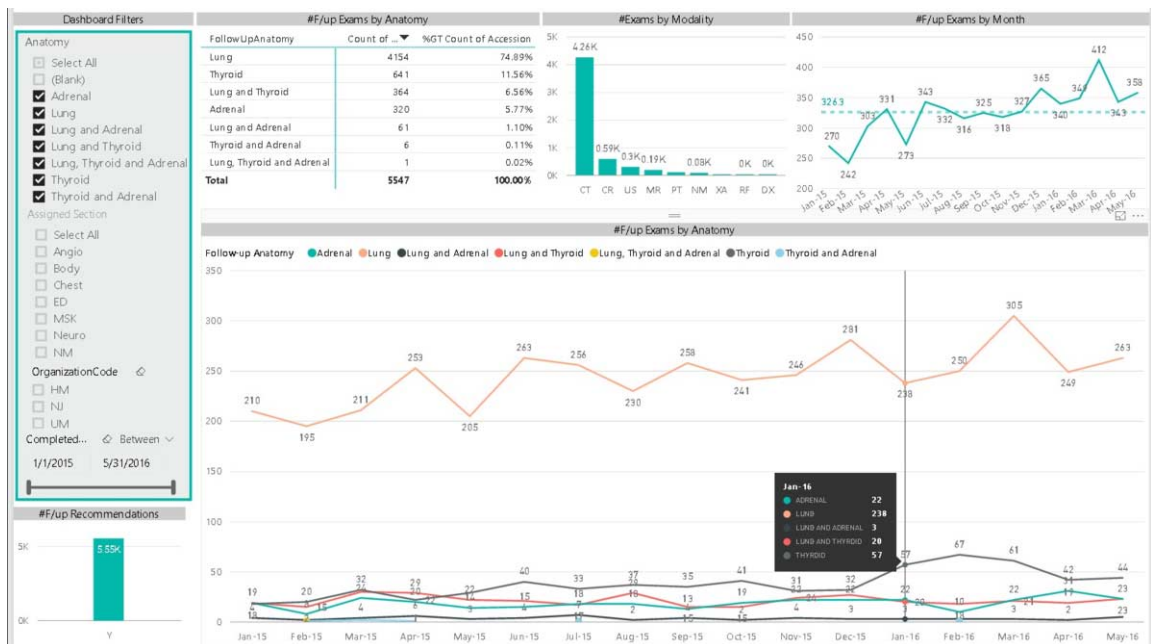 Dashboard Filters
Anatomy
Select All
(Blank)
Adrenal
Lung
Lung and Adrenal
Lung and Thyroid
Lung, Thyroid and Adrenal
Thyroid
Thyroid and Adrenal
Assigned Section
Select All
Angio
Body
Chest
ED
MSK
Neuro
NM
OrganizationCode
HM
NJ
UM
Completed... Between
1/1/2015 5/31/2016
#F/up Recommendations
5K
5.55K
0K
Y
#F/up Exams by Anatomy
FollowUpAnatomy Count of ... %GT Count of Accession
Lung 4154 74.89%
Thyroid 641 11.56%
Lung and Thyroid 364 6.56%
Adrenal 320 5.77%
Lung and Adrenal 61 1.10%
Thyroid and Adrenal 6 0.11%
Lung, Thyroid and Adrenal 1 0.02%
Total 5547 100.00%
#Exams by Modality
5K
4.26K
4K
3K
2K
1K
0.59K 0.3K 0.19K 0.08K 0K 0K
0K
CT CR US MR PT NM XA RF DX
#F/up Exams by Month
450
412
400
365 349 358
350
326.3 331 343 325 327
303 332 316 318 340 343
300
270 273
250
242
200
Jan-15 Feb-15 Mar-15 Apr-15 May-15 Jun-15 Jul-15 Aug-15 Sep-15 Oct-15 Nov-15 Dec-15 Jan-16 Feb-16 Mar-16 Apr-16 May-16
#F/up Exams by Anatomy
Follow-up Anatomy Adrenal Lung Lung and Adrenal Lung and Thyroid Lung, Thyroid and Adrenal Thyroid Thyroid and Adrenal
350
305
300
281
253 263 256 258 246 250 263
250
210 211 230 241 238 249
195 205
200
150
100
Jan-16
ADRENAL 22
LUNG 238
LUNG AND ADRENAL 3
LUNG AND THYROID 20
THYROID 57
50
57 67 61
40 37 35 41 42 44
19 20 32 29 22 33 31 32 31
15 18 19 22 22 23
0
Jan-15 Feb-15 Mar-15 Apr-15 May-15 Jun-15 Jul-15 Aug-15 Sep-15 Oct-15 Nov-15 Dec-15 Jan-16 Feb-16 Mar-16 Apr-16 May-16